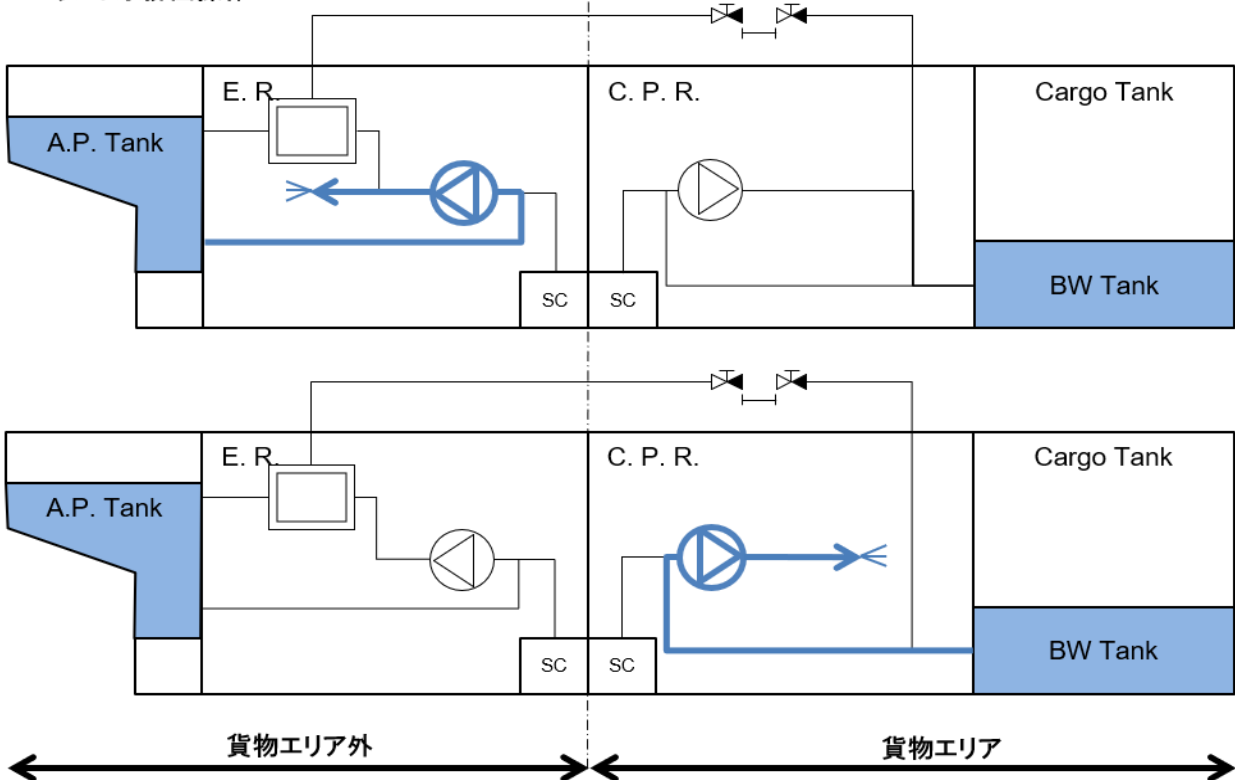 E. R.
C. P. R.
Cargo Tank
A.P. Tank
SC
SC
BW Tank
E. R.
C. P. R.
Cargo Tank
A.P. Tank
SC
SC
BW Tank
貨物エリア外
貨物エリア